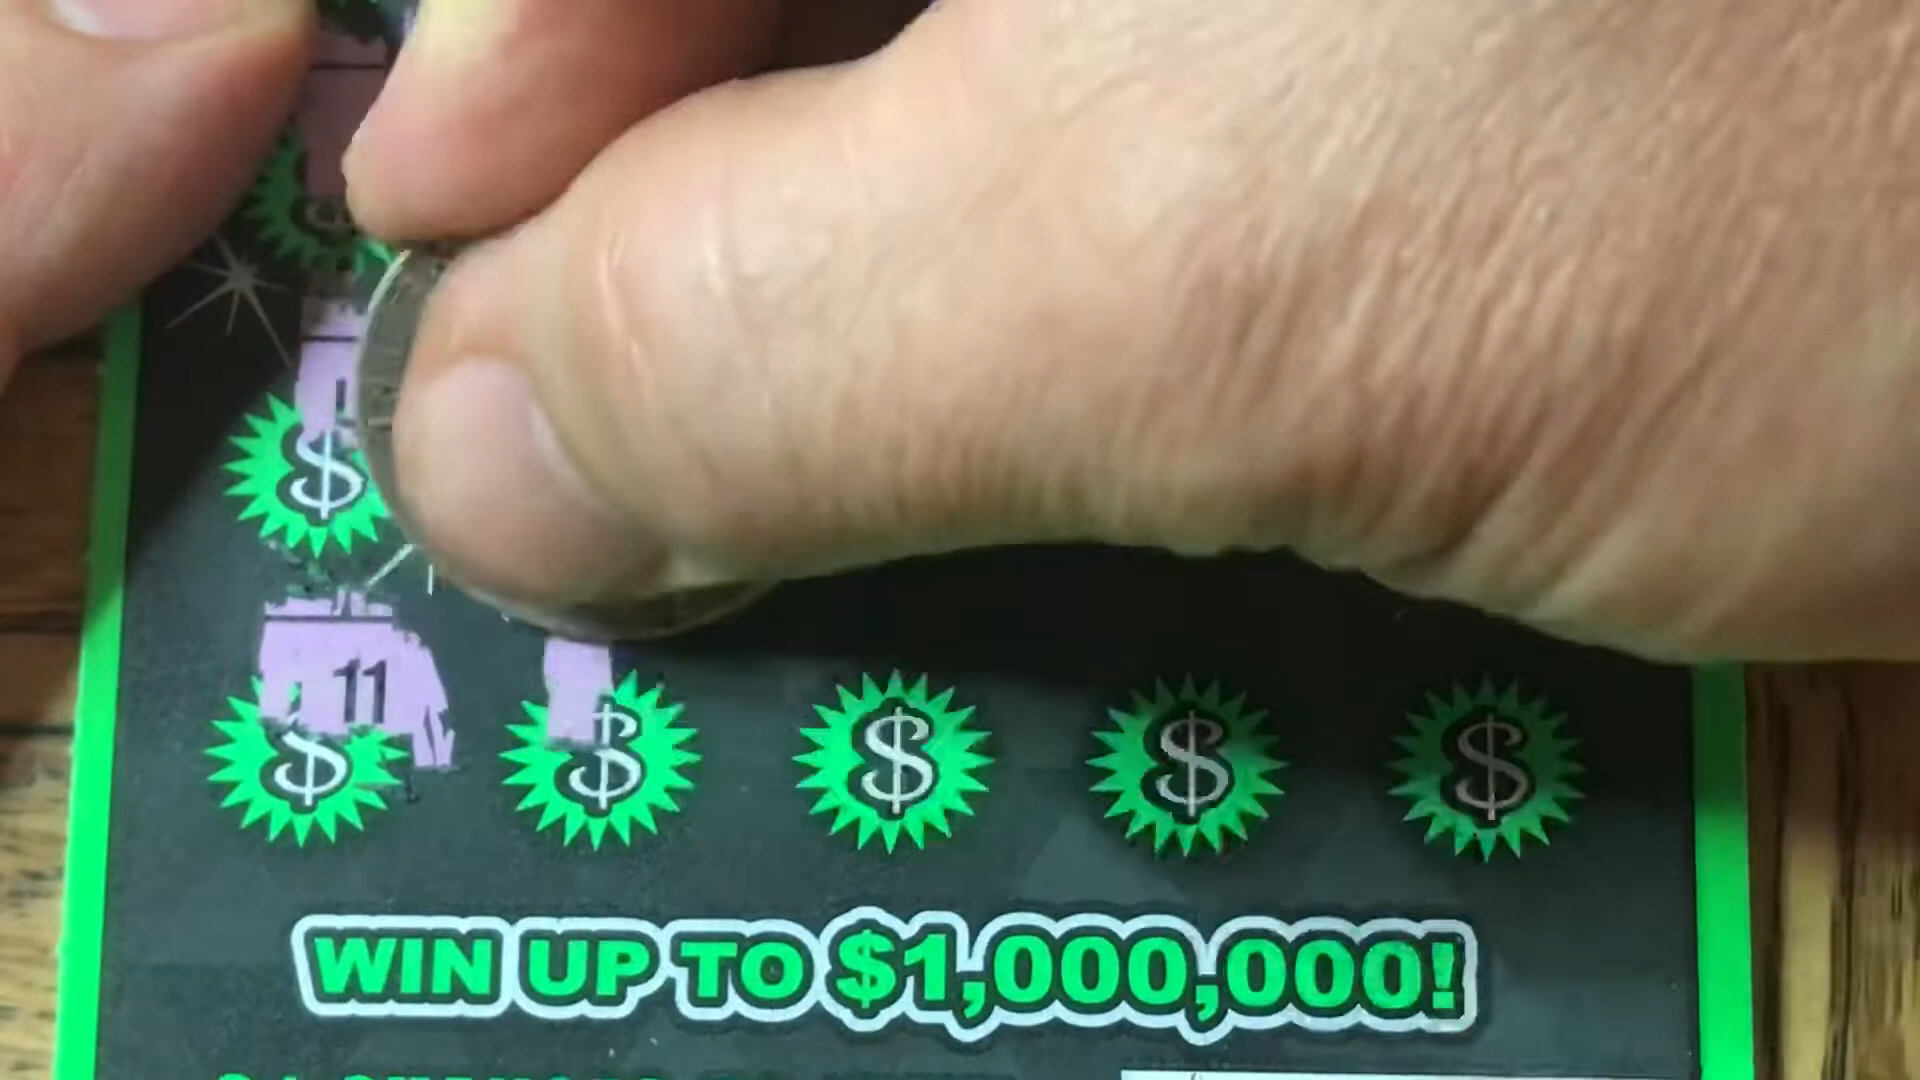 $
11
$ $ $ $ $
WIN UP TO $1,000,000!